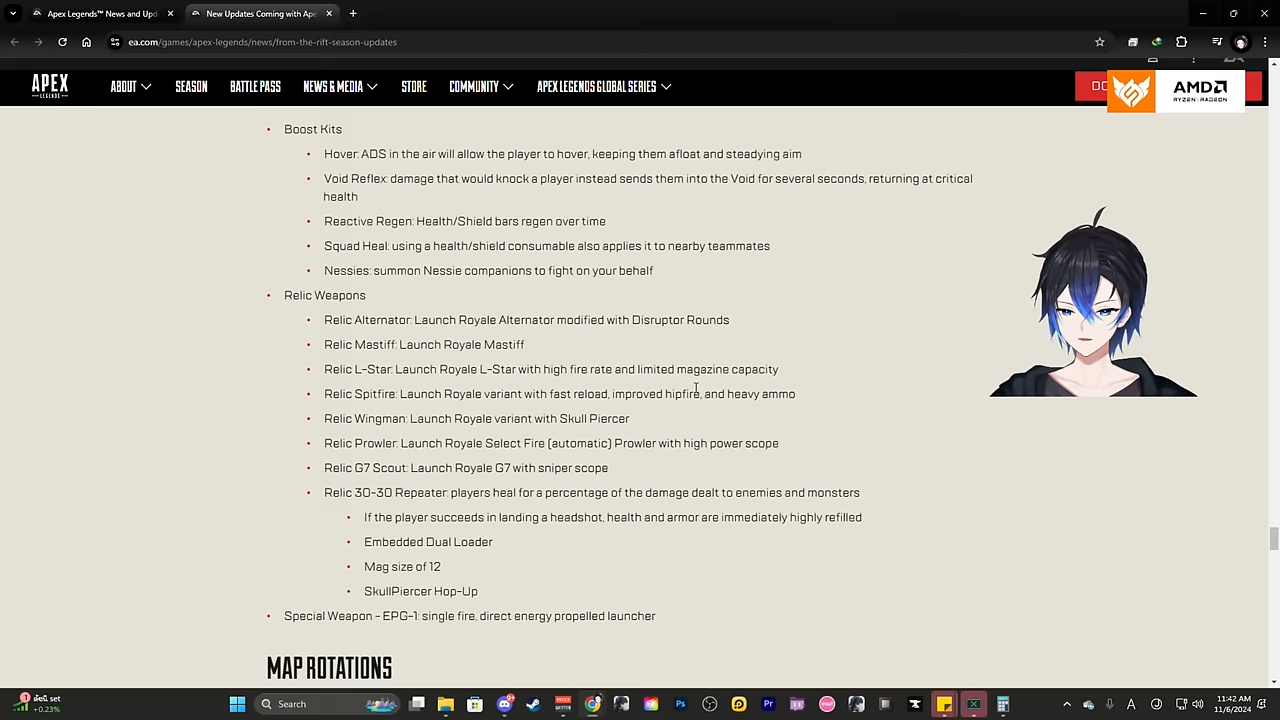 Apex Legends™ News and Upd
New Updates Coming with Ape
ea.com/games/apex-legends/news/from-the-rift-season-updates
APEX
LEGENDS
ABOUT
SEASON
BATTLE PASS
NEWS & MEDIA
STORE
COMMUNITY
APEX LEGENDS GLOBAL SERIES
DO
AMD
RYZEN | RADEON
• Boost Kits
• Hover: ADS in the air will allow the player to hover, keeping them afloat and steadying aim
• Void Reflex: damage that would knock a player instead sends them into the Void for several seconds, returning at critical
health
• Reactive Regen: Health/Shield bars regen over time
• Squad Heal: using a health/shield consumable also applies it to nearby teammates
• Nessies: summon Nessie companions to fight on your behalf
• Relic Weapons
• Relic Alternator: Launch Royale Alternator modified with Disruptor Rounds
• Relic Mastiff: Launch Royale Mastiff
• Relic L-Star: Launch Royale L-Star with high fire rate and limited magazine capacity
• Relic Spitfire: Launch Royale variant with fast reload, improved hipfire, and heavy ammo
• Relic Wingman: Launch Royale variant with Skull Piercer
• Relic Prowler: Launch Royale Select Fire (automatic) Prowler with high power scope
• Relic G7 Scout: Launch Royale G7 with sniper scope
• Relic 30-30 Repeater: players heal for a percentage of the damage dealt to enemies and monsters
• If the player succeeds in landing a headshot, health and armor are immediately highly refilled
• Embedded Dual Loader
• Mag size of 12
• SkullPiercer Hop-Up
• Special Weapon - EPG-1: single fire, direct energy propelled launcher
MAP ROTATIONS
ดัชนี SET
+0.23%
Search
11:42 AM
11/6/2024